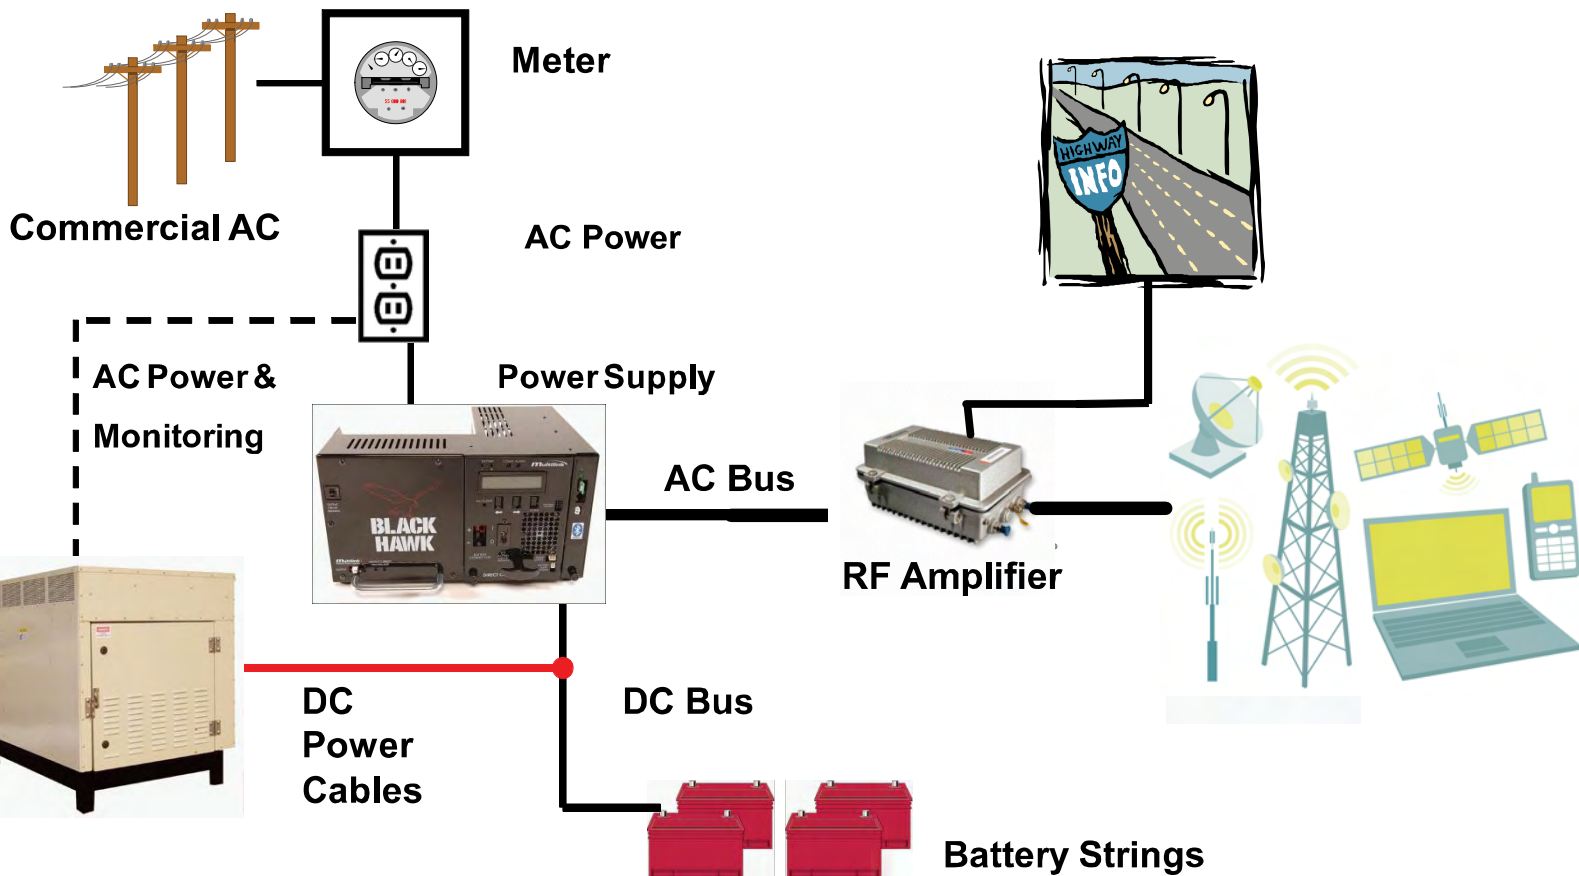 Meter
Commercial AC
AC Power
HIGHWAY
INFO
AC Power &
Monitoring
Power Supply
Multilink
BLACK
HAWK
AC Bus
RF Amplifier
DC
Power
Cables
DC Bus
Battery Strings